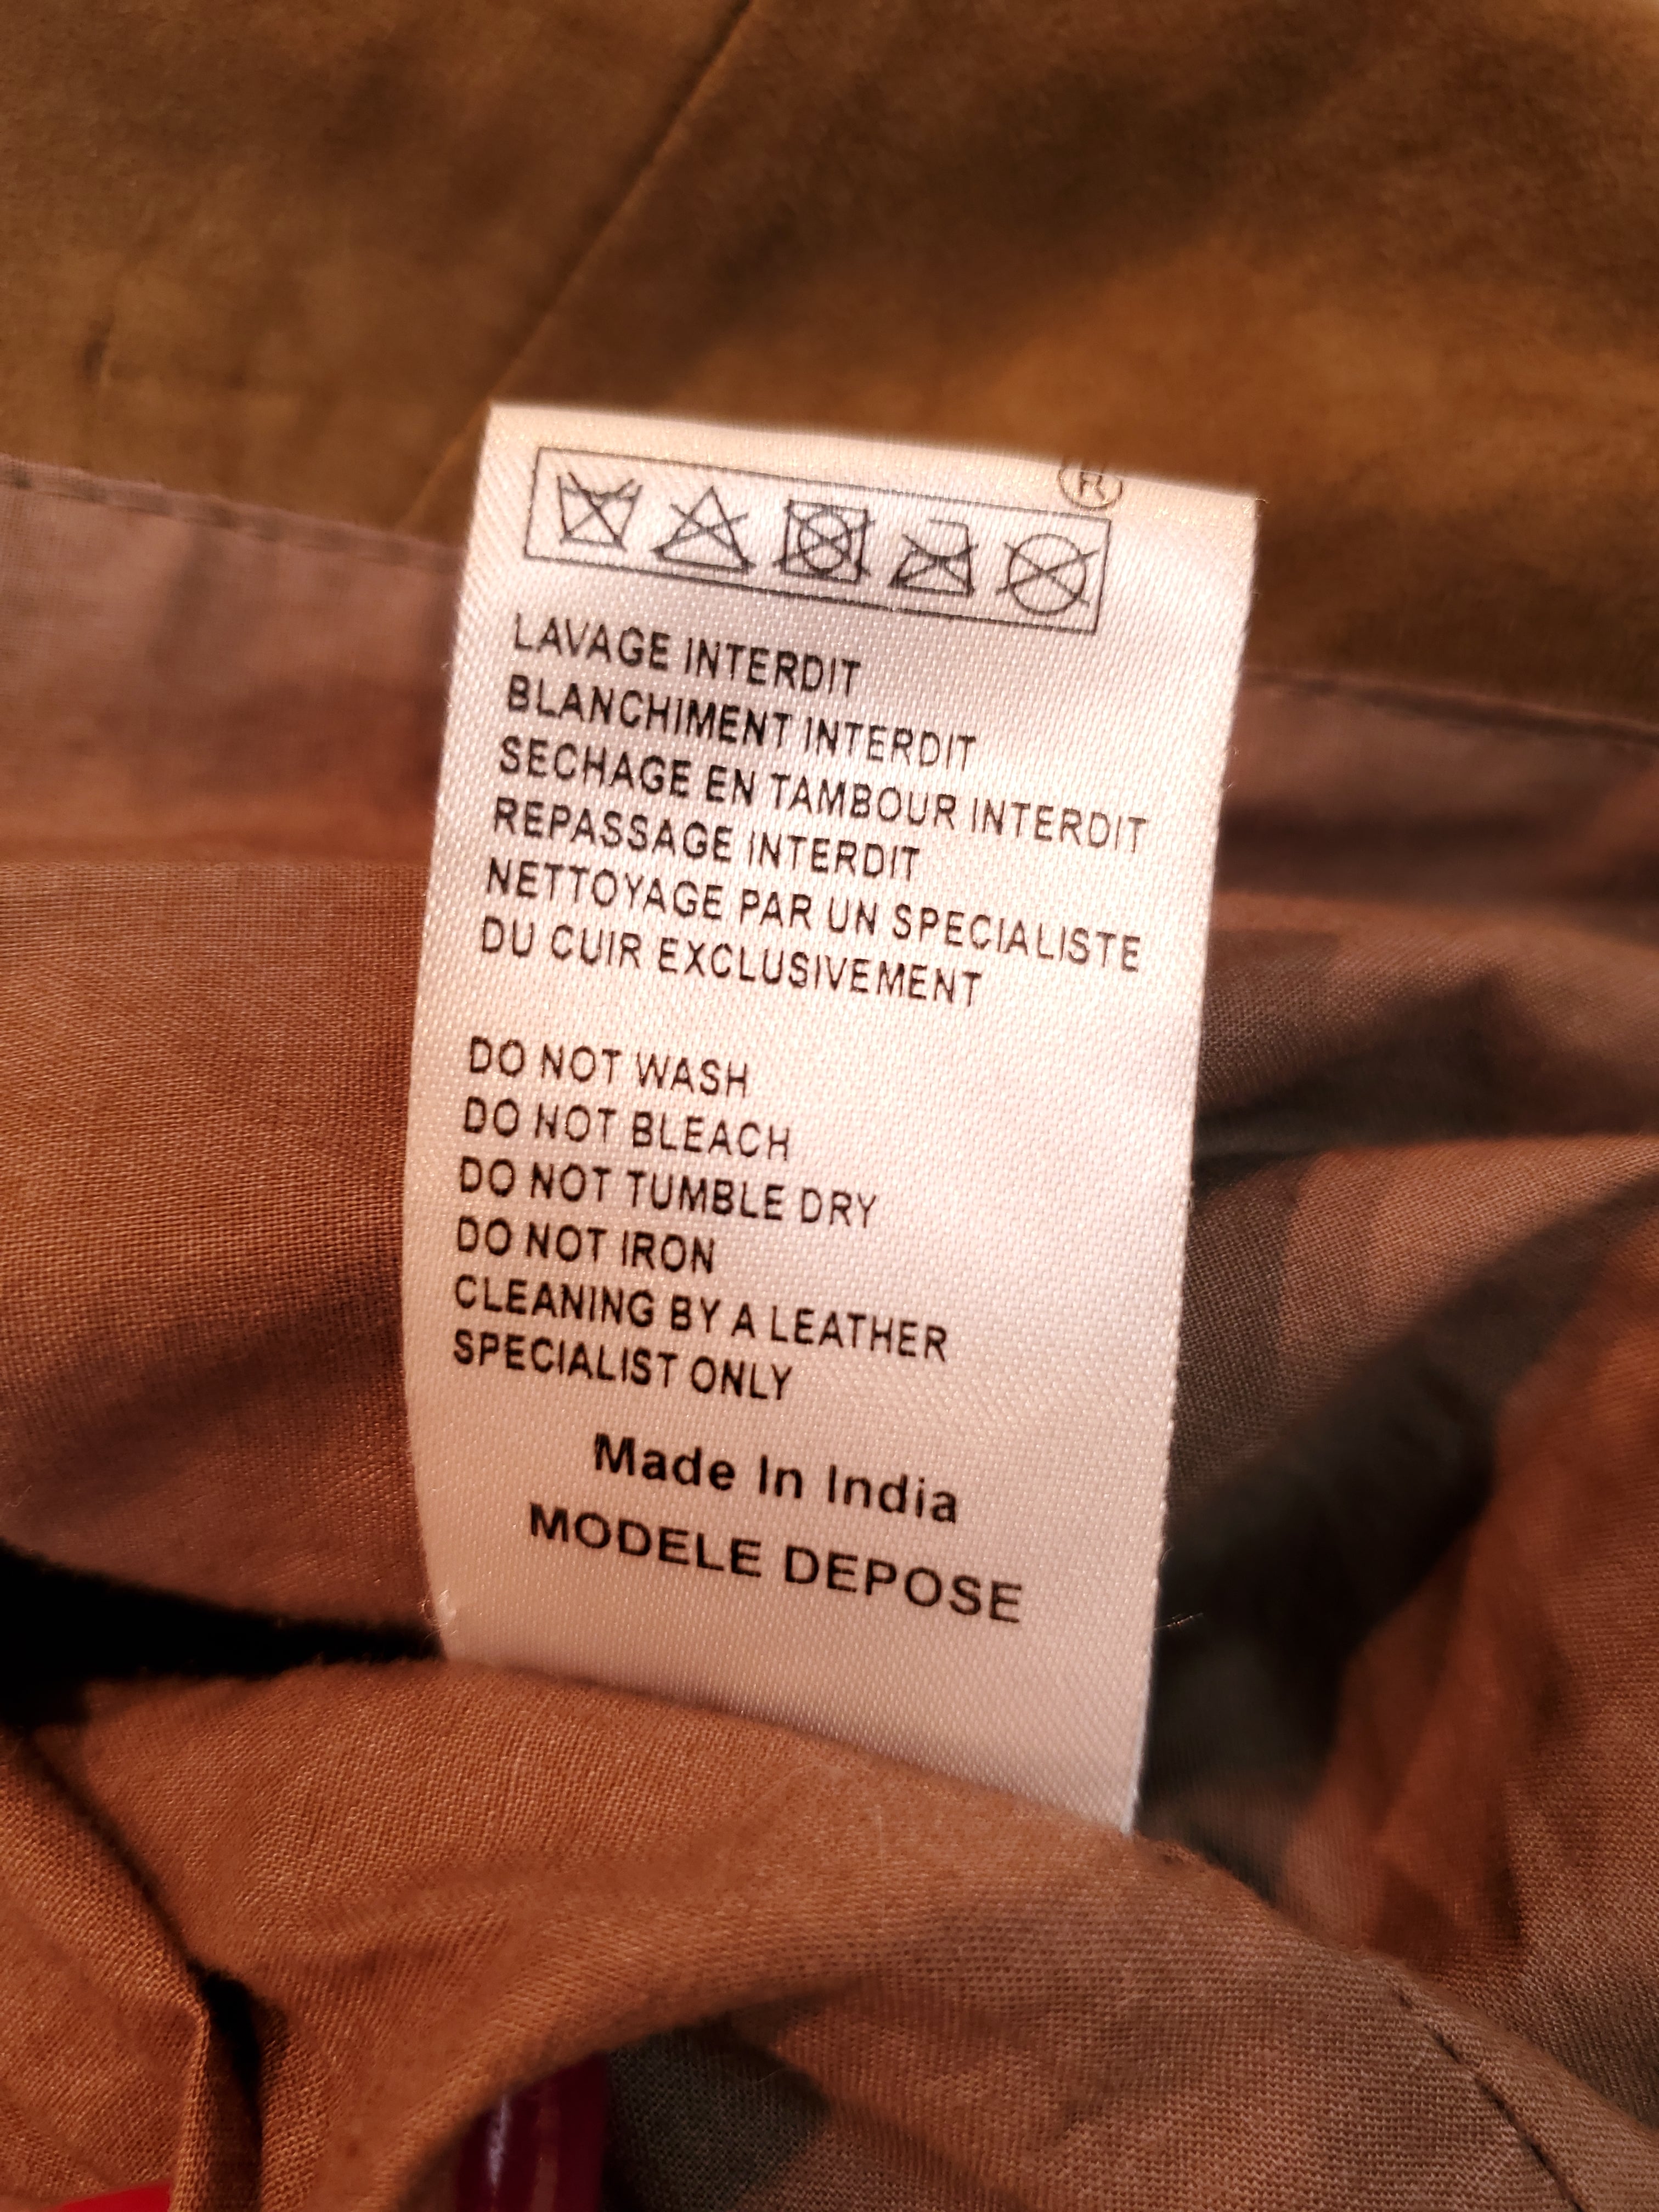 ®
LAVAGE INTERDIT
BLANCHIMENT INTERDIT
SECHAGE EN TAMBOUR INTERDIT
REPASSAGE INTERDIT
NETTOYAGE PAR UN SPECIALISTE
DU CUIR EXCLUSIVEMENT
DO NOT WASH
DO NOT BLEACH
DO NOT TUMBLE DRY
DO NOT IRON
CLEANING BY A LEATHER
SPECIALIST ONLY
Made In India
MODELE DEPOSE